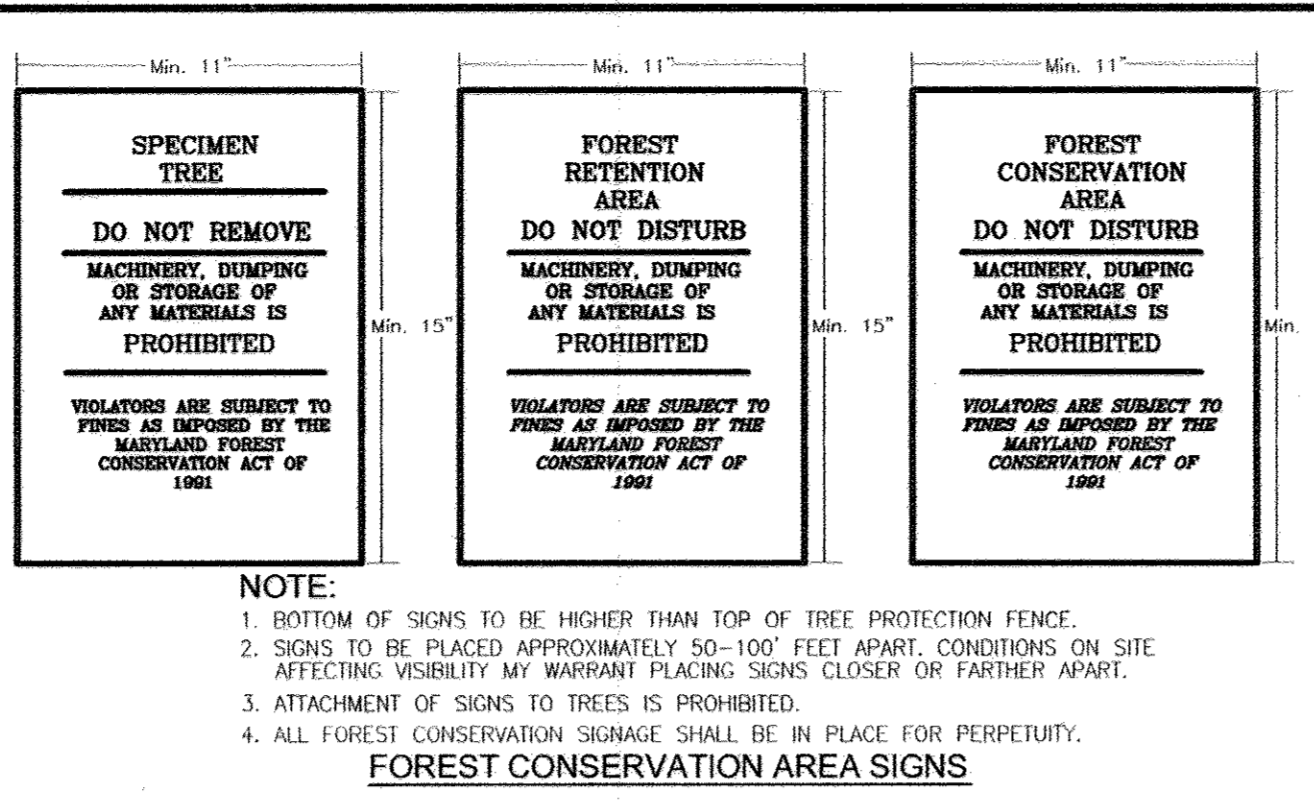 Min. 11"
SPECIMEN
TREE
DO NOT REMOVE
MACHINERY, DUMPING
OR STORAGE OF
ANY MATERIALS IS
PROHIBITED
VIOLATORS ARE SUBJECT TO
FINES AS IMPOSED BY THE
MARYLAND FOREST
CONSERVATION ACT OF
1991
Min. 15"
Min. 11"
FOREST
RETENTION
AREA
DO NOT DISTURB
MACHINERY, DUMPING
OR STORAGE OF
ANY MATERIALS IS
PROHIBITED
VIOLATORS ARE SUBJECT TO
FINES AS IMPOSED BY THE
MARYLAND FOREST
CONSERVATION ACT OF
1991
Min. 15"
Min. 11"
FOREST
CONSERVATION
AREA
DO NOT DISTURB
MACHINERY, DUMPING
OR STORAGE OF
ANY MATERIALS IS
PROHIBITED
VIOLATORS ARE SUBJECT TO
FINES AS IMPOSED BY THE
MARYLAND FOREST
CONSERVATION ACT OF
1991
Min.
NOTE:
1. BOTTOM OF SIGNS TO BE HIGHER THAN TOP OF TREE PROTECTION FENCE.
2. SIGNS TO BE PLACED APPROXIMATELY 50-100' FEET APART. CONDITIONS ON SITE
AFFECTING VISIBILITY MY WARRANT PLACING SIGNS CLOSER OR FARTHER APART.
3. ATTACHMENT OF SIGNS TO TREES IS PROHIBITED.
4. ALL FOREST CONSERVATION SIGNAGE SHALL BE IN PLACE FOR PERPETUITY.
FOREST CONSERVATION AREA SIGNS